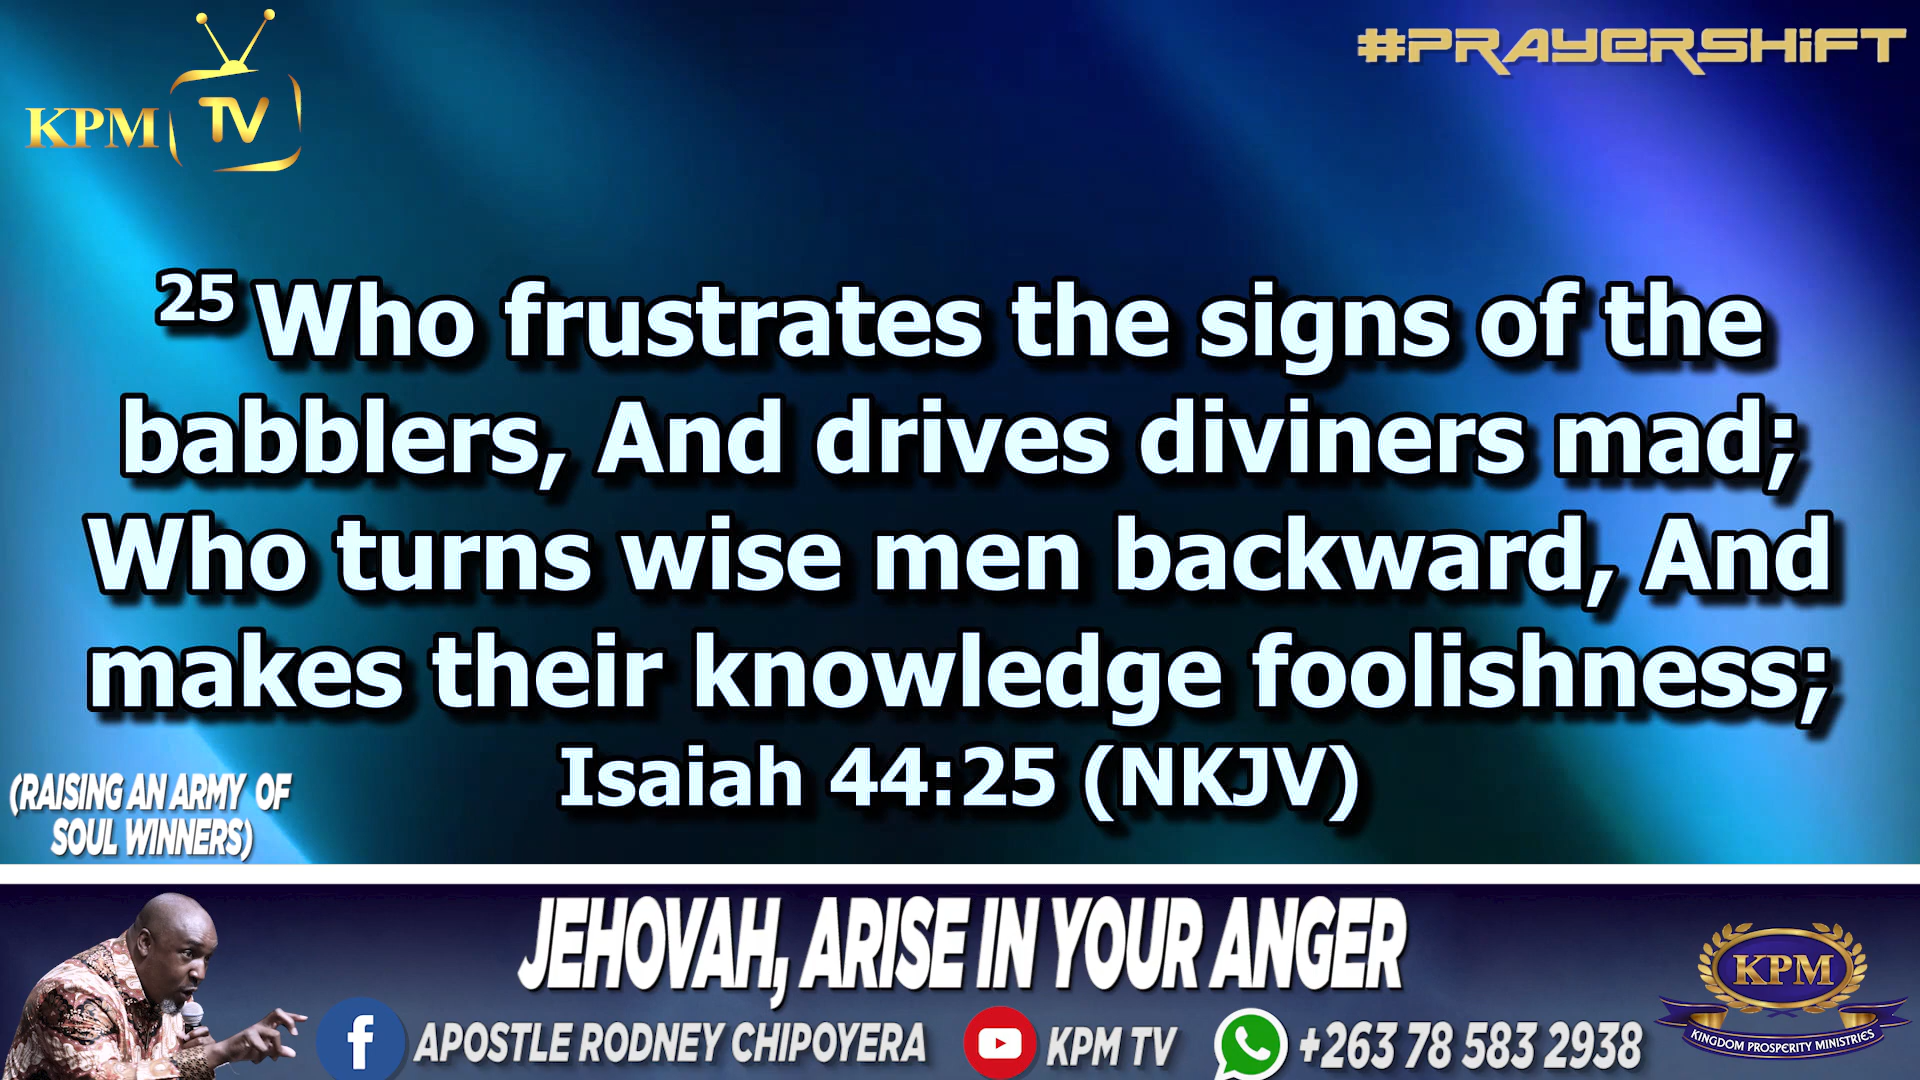 KPM TV
#PRAYERSHIFT
25 Who frustrates the signs of the
babblers, And drives diviners mad;
Who turns wise men backward, And
makes their knowledge foolishness;
Isaiah 44:25 (NKJV)
(RAISING AN ARMY OF
SOUL WINNERS)
JEHOVAH, ARISE IN YOUR ANGER
f APOSTLE RODNEY CHIPOYERA KPM TV +263 78 583 2938
KPM
KINGDOM PROSPERITY MINISTRIES